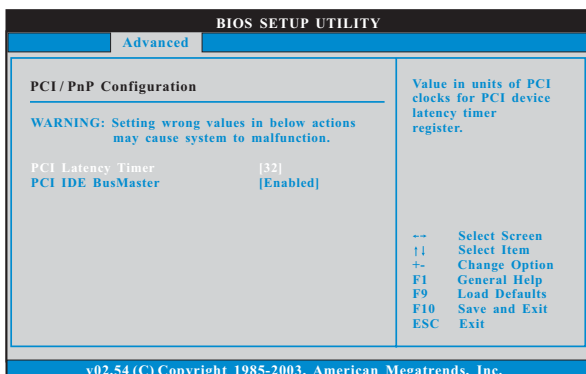 BIOS SETUP UTILITY
Advanced
PCI / PnP Configuration
WARNING: Setting wrong values in below actions
may cause system to malfunction.
PCI Latency Timer [32]
PCI IDE BusMaster [Enabled]
Value in units of PCI
clocks for PCI device
latency timer
register.
←→ Select Screen
↑↓ Select Item
+- Change Option
F1 General Help
F9 Load Defaults
F10 Save and Exit
ESC Exit
v02.54 (C) Copyright 1985-2003, American Megatrends, Inc.